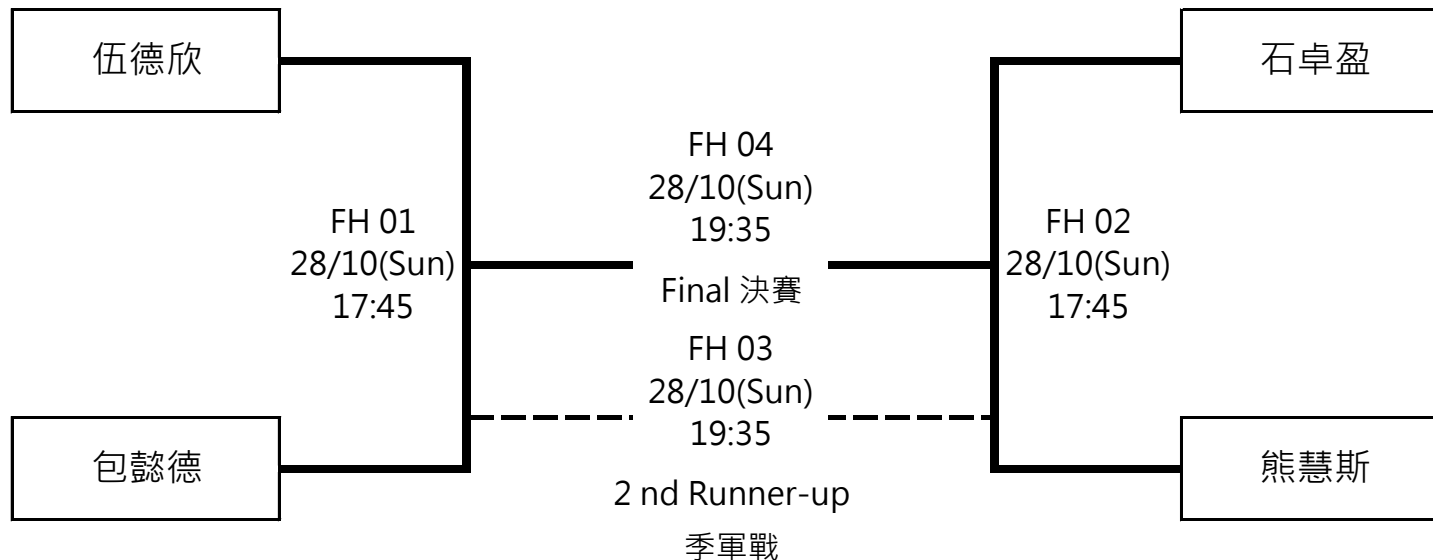 伍德欣
石卓盈
FH 04
28/10(Sun)
19:35
FH 01
28/10(Sun)
17:45
FH 02
28/10(Sun)
17:45
Final 決賽
FH 03
28/10(Sun)
19:35
包懿德
熊慧斯
2 nd Runner-up
季軍戰